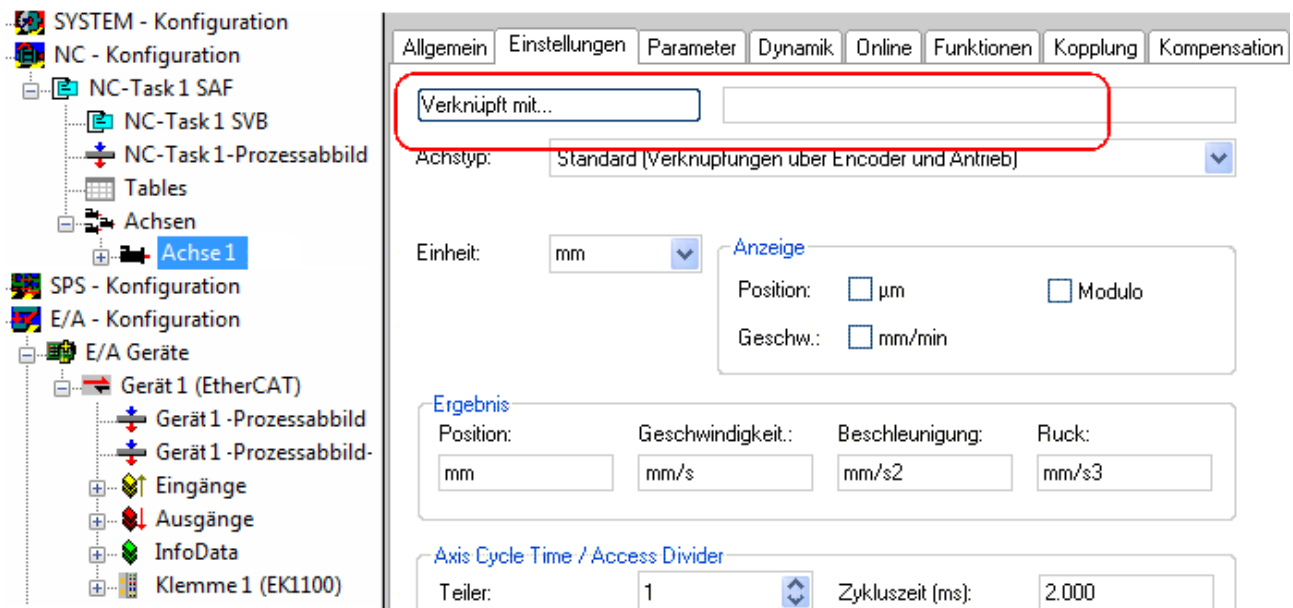 SYSTEM - Konfiguration
NC - Konfiguration
NC-Task 1 SAF
NC-Task 1 SVB
NC-Task 1-Prozessabbild
Tables
Achsen
Achse 1
SPS - Konfiguration
E/A - Konfiguration
E/A Geräte
Gerät 1 (EtherCAT)
Gerät 1 -Prozessabbild
Gerät 1 -Prozessabbild-
Eingänge
Ausgänge
InfoData
Klemme 1 (EK1100)
Allgemein Einstellungen Parameter Dynamik Online Funktionen Kopplung Kompensation
Verknüpft mit...
Achstyp: Standard (Verknüpfungen über Encoder und Antrieb)
Einheit: mm
Anzeige
Position: µm Modulo
Geschw.: mm/min
Ergebnis
Position: Geschwindigkeit.: Beschleunigung: Ruck:
mm mm/s mm/s2 mm/s3
Axis Cycle Time / Access Divider
Teiler: 1 Zykluszeit (ms): 2.000